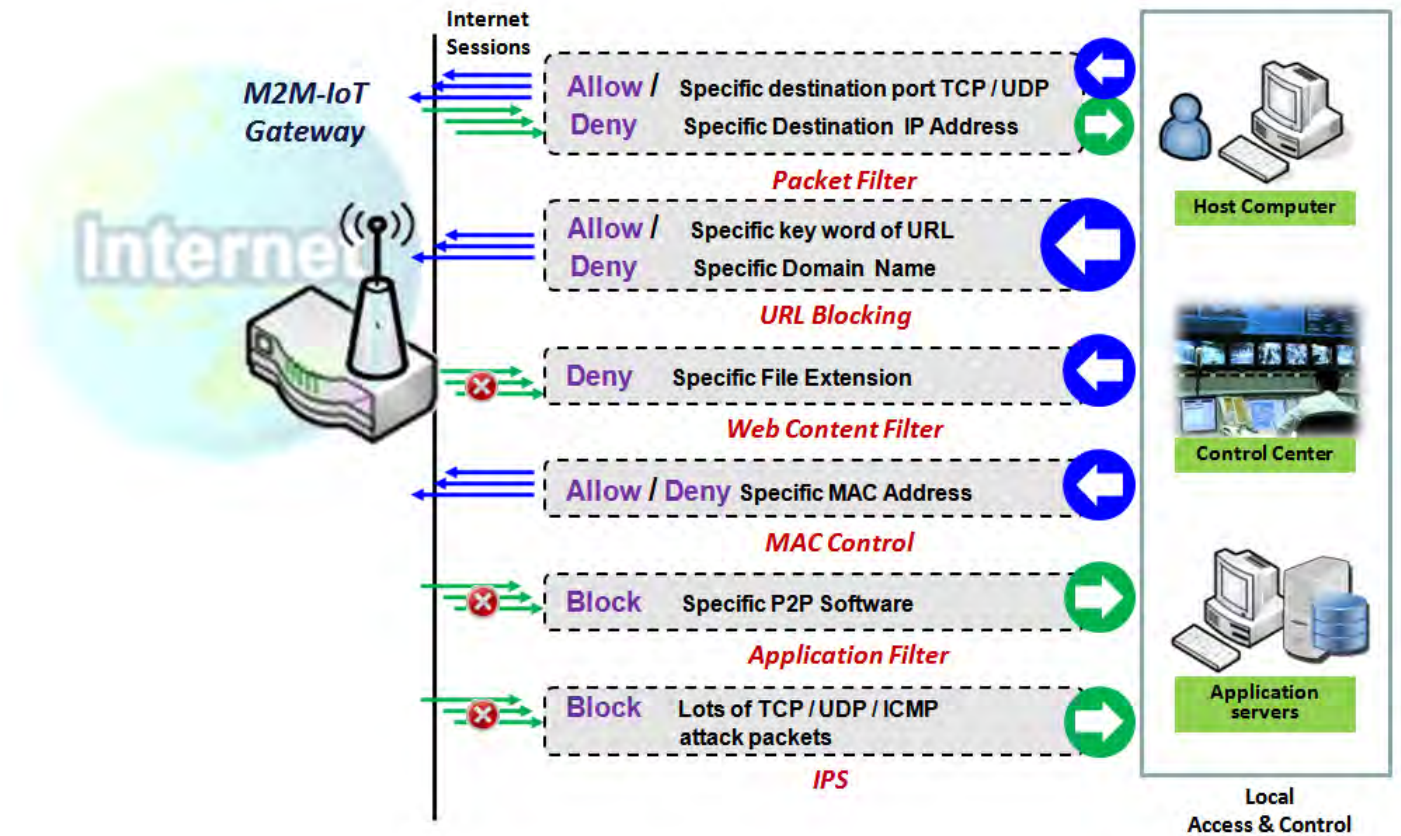 Internet
Sessions
M2M-IoT
Gateway
Internet
Allow / Specific destination port TCP / UDP
Deny Specific Destination IP Address
Packet Filter
Allow / Specific key word of URL
Deny Specific Domain Name
URL Blocking
Deny Specific File Extension
Web Content Filter
Allow / Deny Specific MAC Address
MAC Control
Block Specific P2P Software
Application Filter
Block Lots of TCP / UDP / ICMP
attack packets
IPS
Host Computer
Control Center
Application
servers
Local
Access & Control